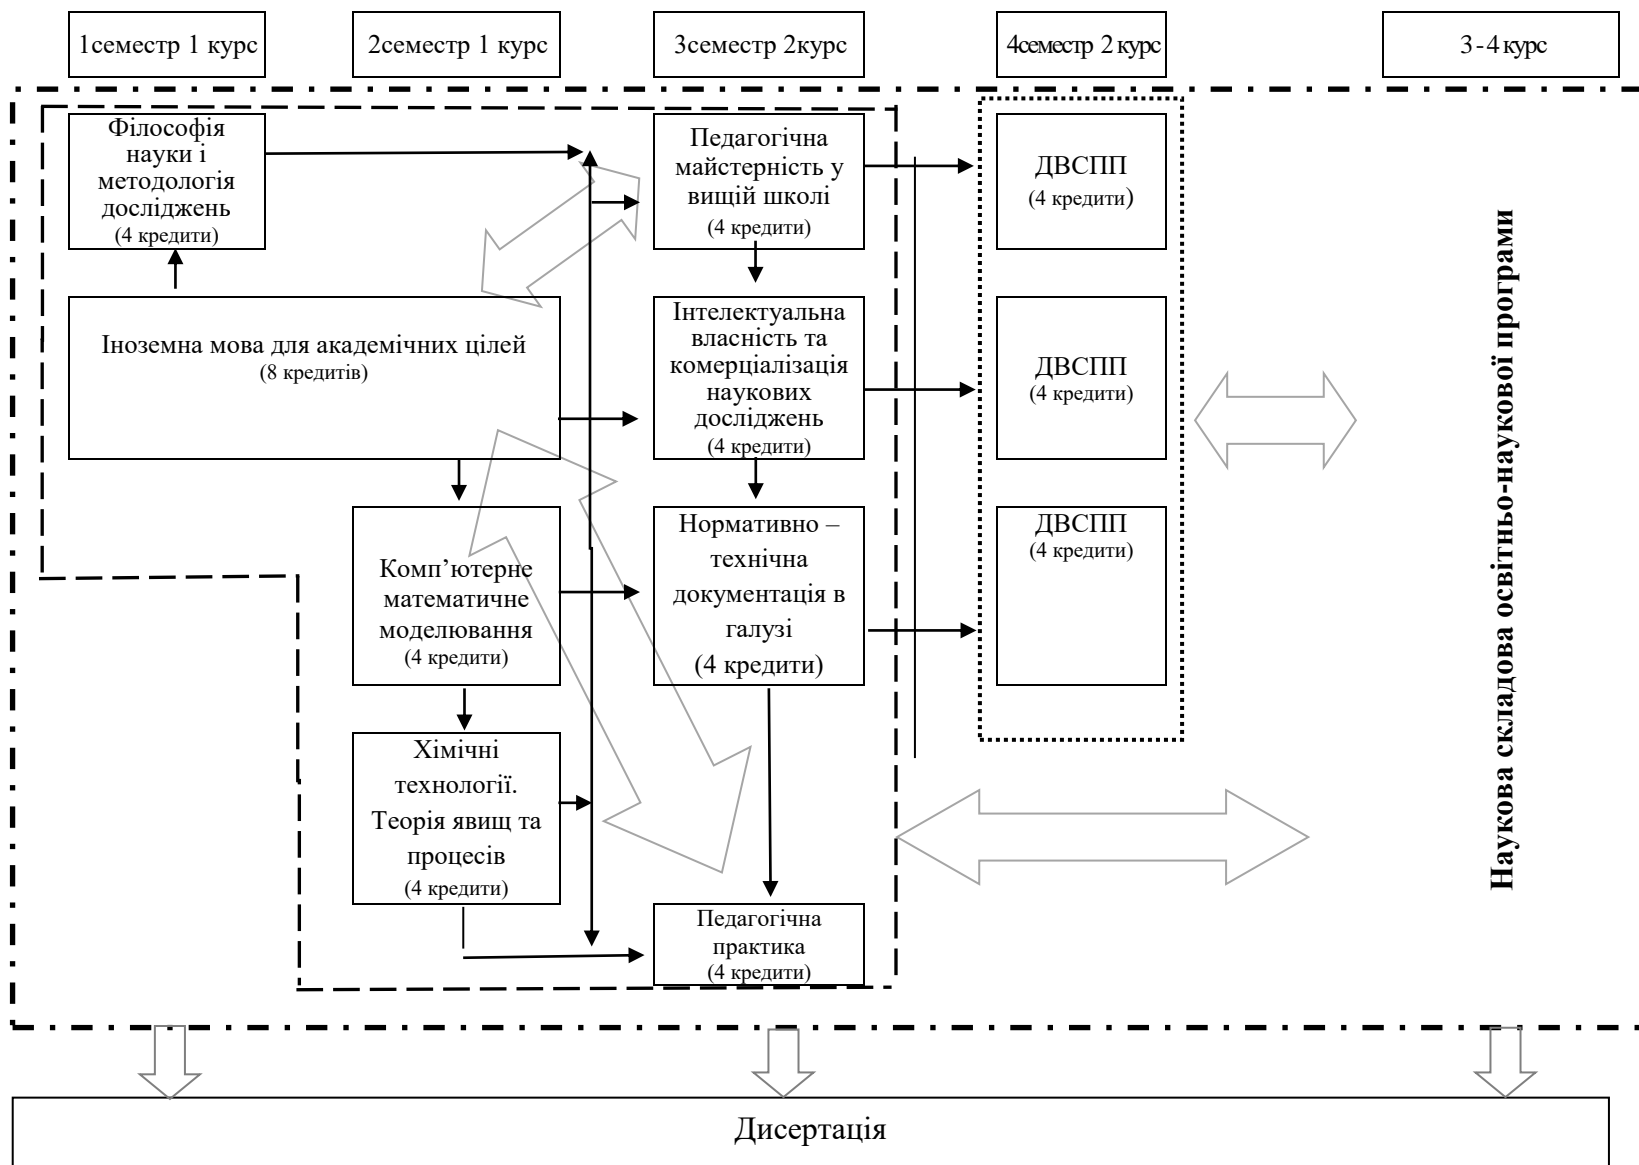 1семестр 1 курс
2семестр 1 курс
3семестр 2курс
4семестр 2 курс
3-4 курс
Філософія
науки і
методологія
досліджень
(4 кредити)
Іноземна мова для академічних цілей
(8 кредитів)
Комп’ютерне
математичне
моделювання
(4 кредити)
Хімічні
технології.
Теорія явищ та
процесів
(4 кредити)
Педагогічна
майстерність у
вищій школі
(4 кредити)
Інтелектуальна
власність та
комерціалізація
наукових
досліджень
(4 кредити)
Нормативно –
технічна
документація в
галузі
(4 кредити)
Педагогічна
практика
(4 кредити)
ДВСПП
(4 кредити)
ДВСПП
(4 кредити)
ДВСПП
(4 кредити)
Наукова складова освітньо-наукової програми
Дисертація